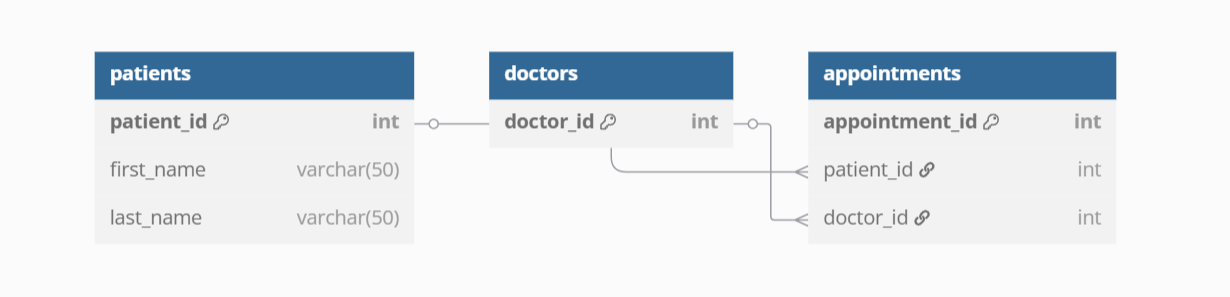 patients
patient_id int
first_name varchar(50)
last_name varchar(50)
doctors
doctor_id int
appointments
appointment_id int
patient_id int
doctor_id int